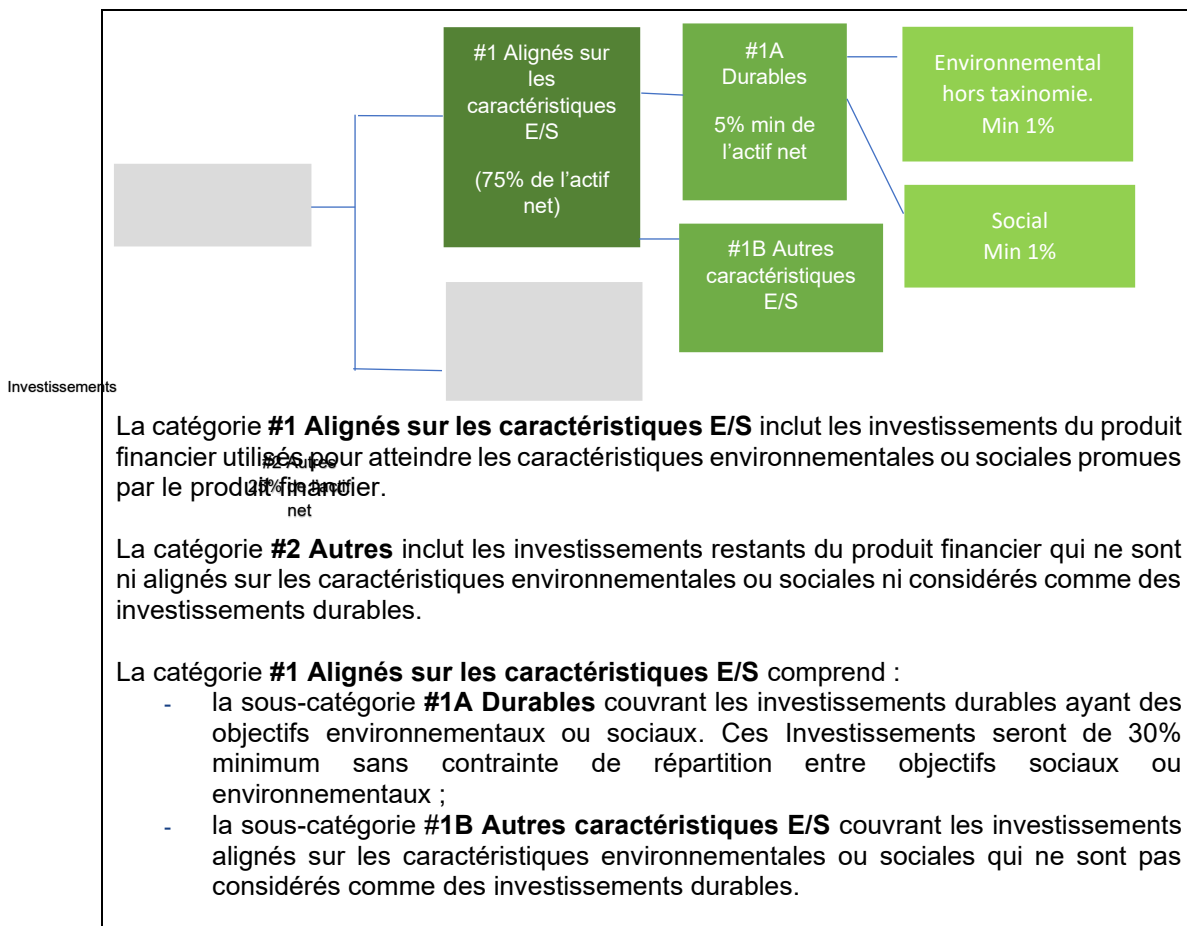 #1 Alignés sur
les
caractéristiques
E/S
(75% de l'actif
net)
#1A
Durables
5% min de
l'actif net
Environnemental
hors taxinomie.
Min 1%
Social
Min 1%
#1B Autres
caractéristiques
E/S
Investissements
La catégorie #1 Alignés sur les caractéristiques E/S inclut les investissements du produit
financier utilisés pour atteindre les caractéristiques environnementales ou sociales promues
par le produit financier.
#2 Autres
25% de l'actif
net
La catégorie #2 Autres inclut les investissements restants du produit financier qui ne sont
ni alignés sur les caractéristiques environnementales ou sociales ni considérés comme des
investissements durables.
La catégorie #1 Alignés sur les caractéristiques E/S comprend :
- la sous-catégorie #1A Durables couvrant les investissements durables ayant des
objectifs environnementaux ou sociaux. Ces Investissements seront de 30%
minimum sans contrainte de répartition entre objectifs sociaux ou
environnementaux ;
- la sous-catégorie #1B Autres caractéristiques E/S couvrant les investissements
alignés sur les caractéristiques environnementales ou sociales qui ne sont pas
considérés comme des investissements durables.